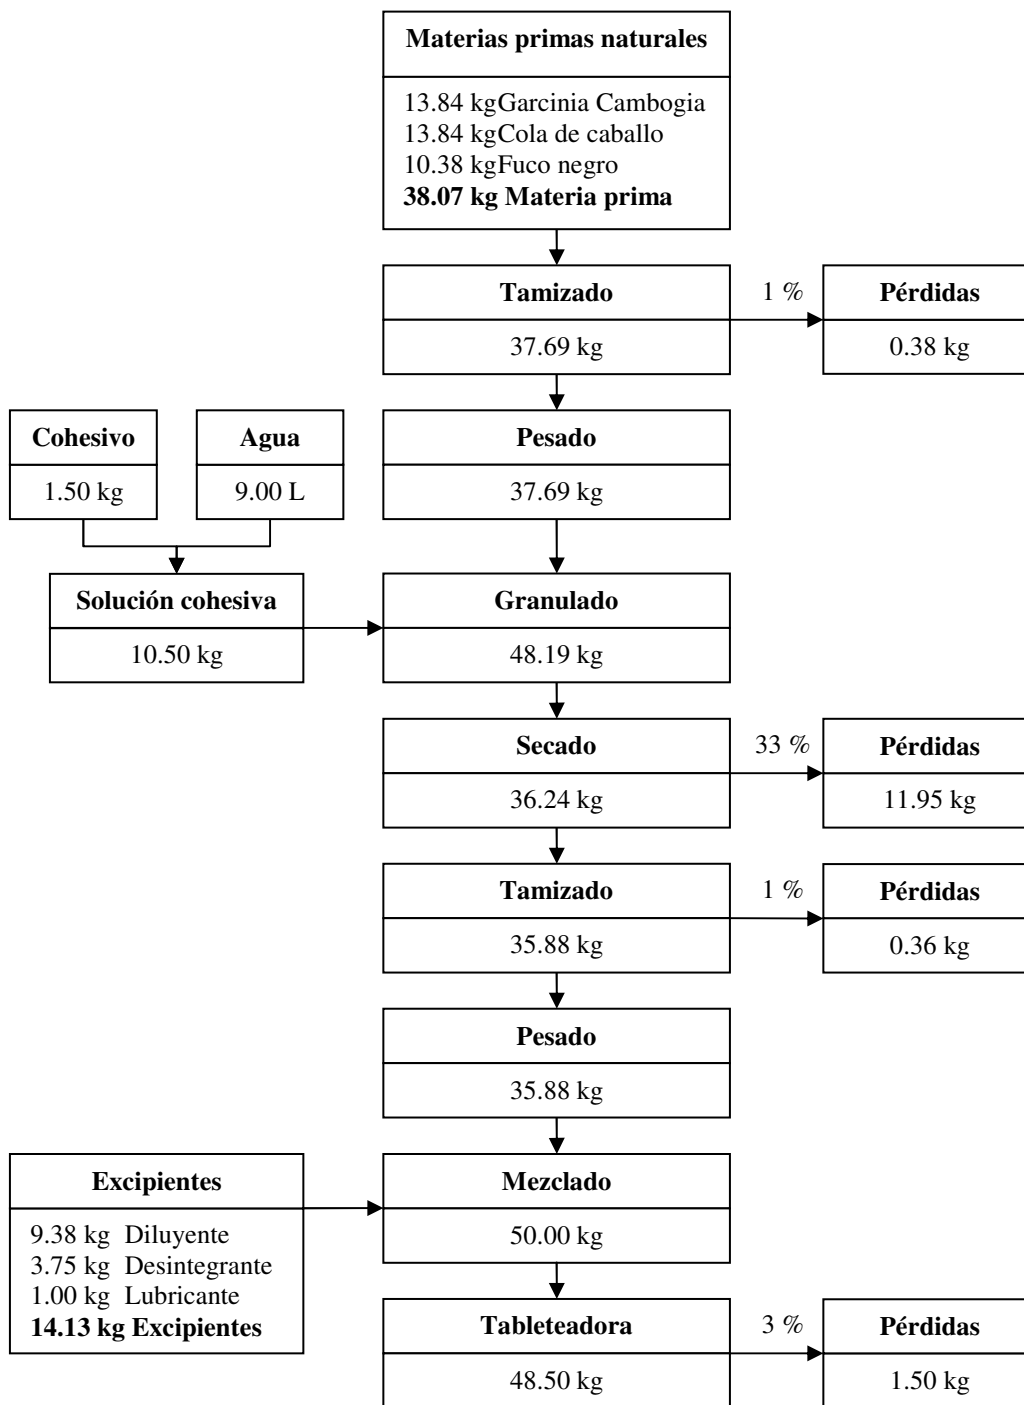 Materias primas naturales
13.84 kgGarcinia Cambogia
13.84 kgCola de caballo
10.38 kgFuco negro
38.07 kg Materia prima
Tamizado
1 %
Pérdidas
37.69 kg
0.38 kg
Cohesivo
Agua
Pesado
1.50 kg
9.00 L
37.69 kg
Solución cohesiva
Granulado
10.50 kg
48.19 kg
Secado
33 %
Pérdidas
36.24 kg
11.95 kg
Tamizado
1 %
Pérdidas
35.88 kg
0.36 kg
Pesado
35.88 kg
Excipientes
Mezclado
9.38 kg Diluyente
3.75 kg Desintegrante
1.00 kg Lubricante
14.13 kg Excipientes
50.00 kg
Tableteadora
3 %
Pérdidas
48.50 kg
1.50 kg